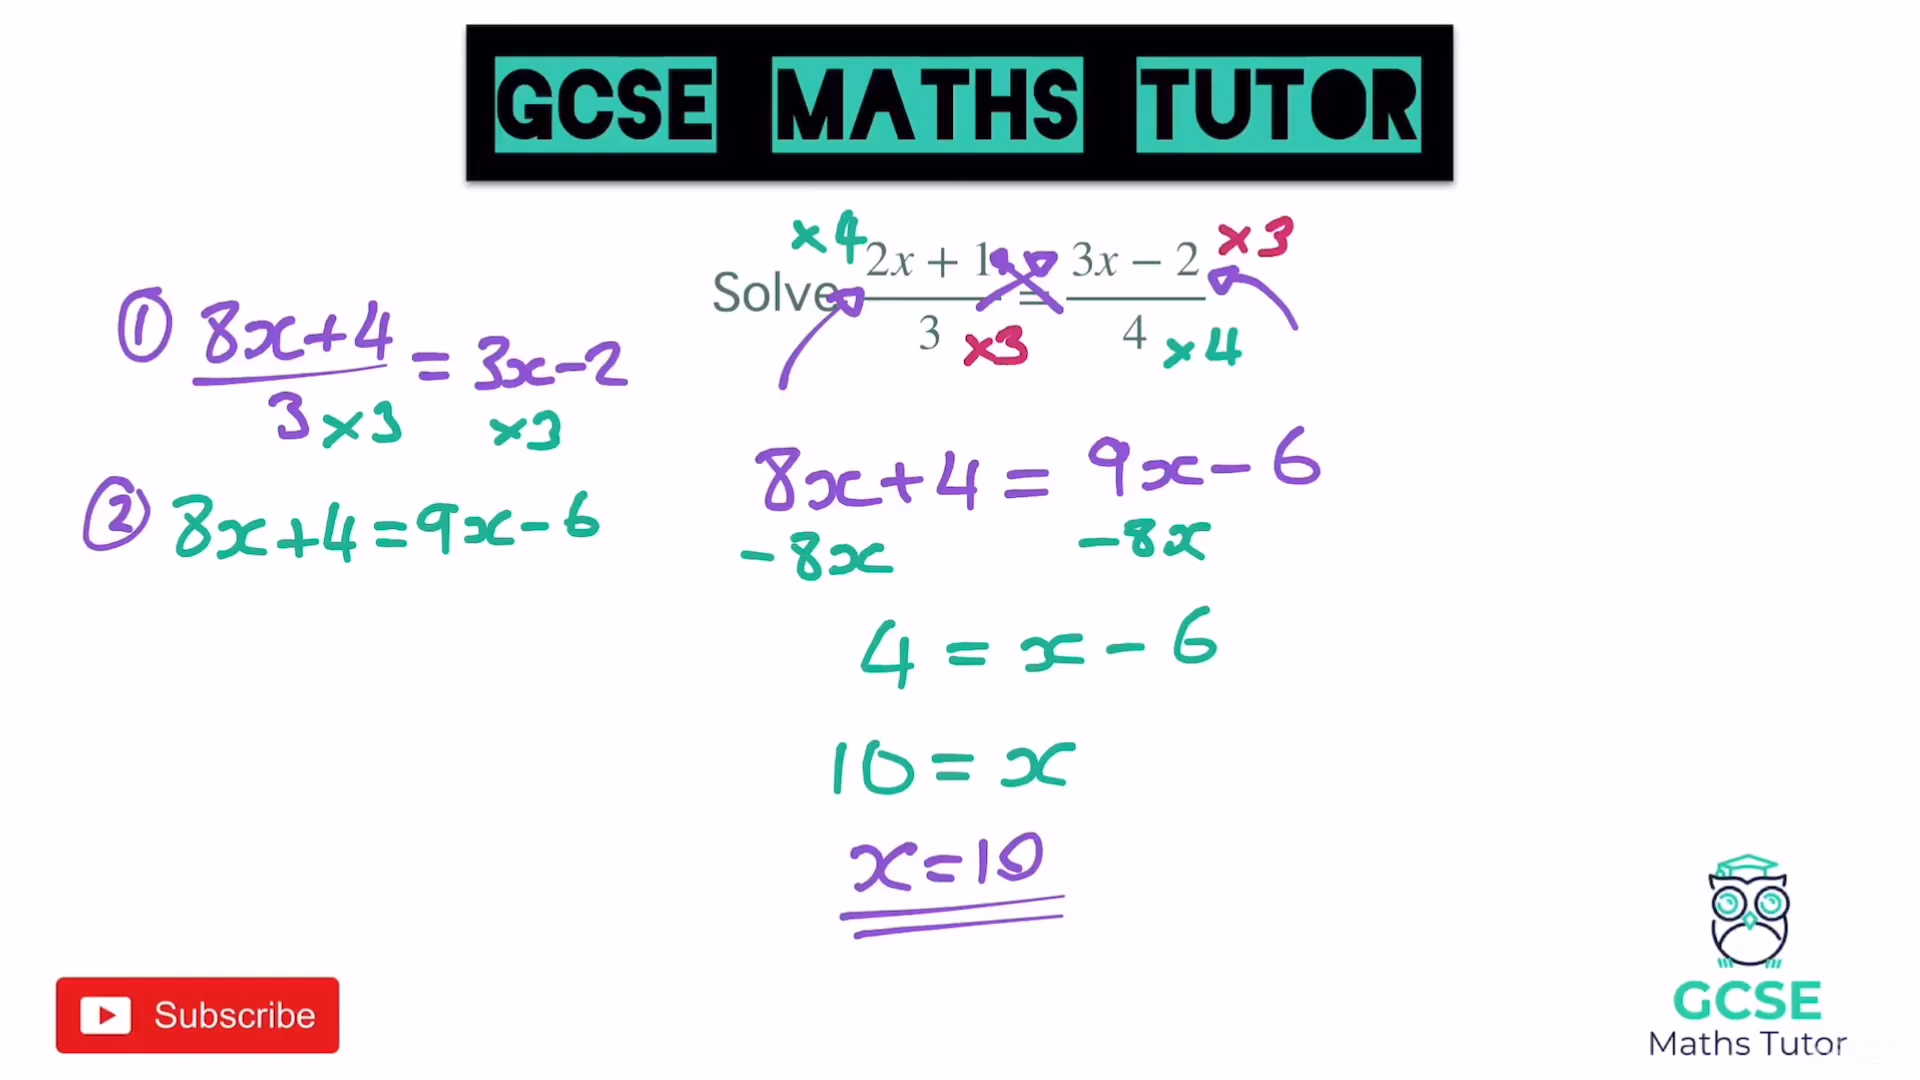 GCSE MATHS TUTOR
×4 ×3
Solve (2x + 1)/3 = (3x − 2)/4
×3 ×4
① (8x+4)/3 = 3x−2
×3 ×3
② 8x+4=9x−6
8x+4=9x−6
−8x −8x
4 = x − 6
10 = x
x=10
Subscribe
GCSE
Maths Tutor